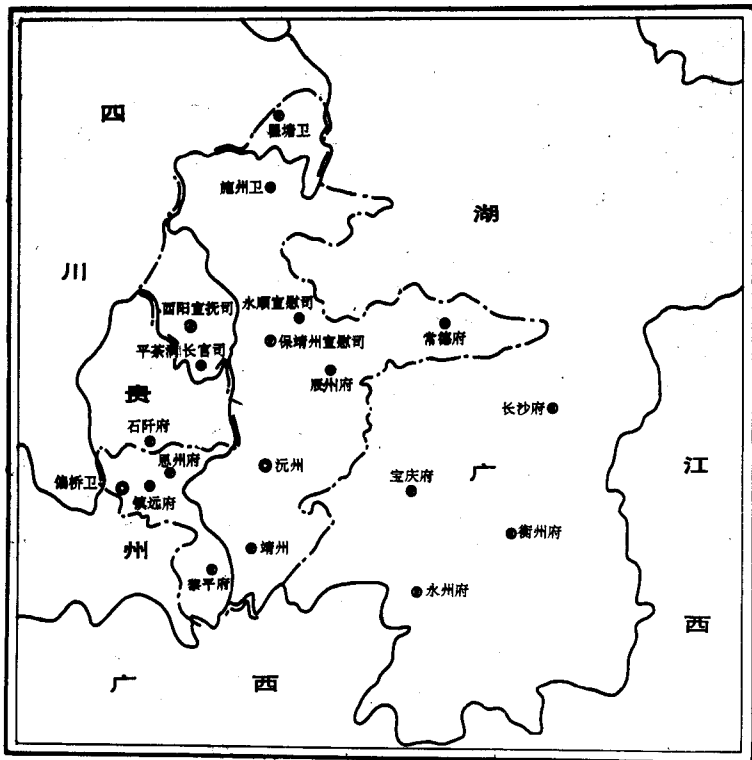 四
瞿塘卫
施州卫
湖
川
酉阳宣抚司
永顺宣慰司
常德府
保靖州宣慰司
平茶洞长官司
辰州府
贵
长沙府
石阡府
思州府
沅州
广
江
偏桥卫
镇远府
宝庆府
衡州府
州
靖州
黎平府
永州府
西
广
西